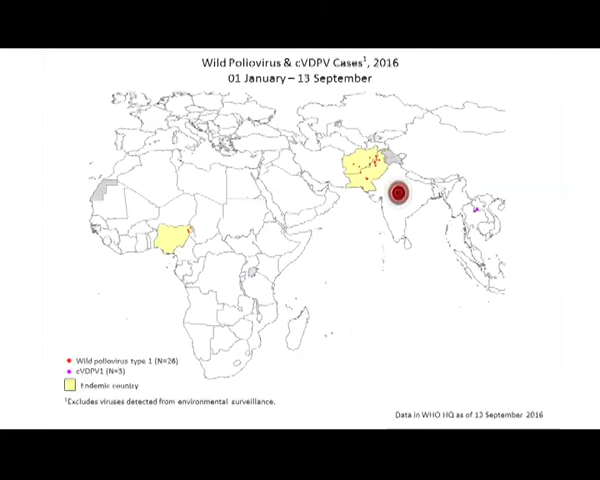 Wild Poliovirus & cVDPV Cases¹, 2016
01 January – 13 September
Wild poliovirus type 1 (N=26)
cVDPV1 (N=3)
Endemic country
¹Excludes viruses detected from environmental surveillance.
Data in WHO HQ as of 13 September 2016